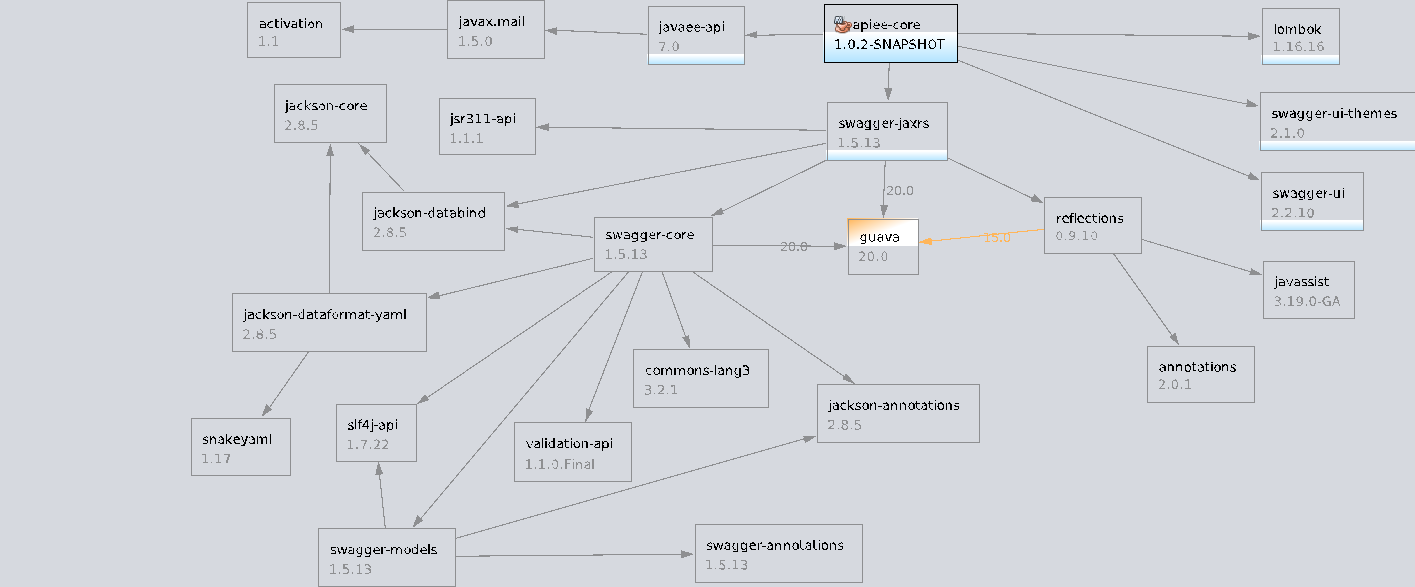 activation
1.1
javax.mail
1.5.0
javaee-api
7.0
apiee-core
1.0.2-SNAPSHOT
lombok
1.16.16
jackson-core
2.8.5
jsr311-api
1.1.1
swagger-jaxrs
1.5.13
swagger-ui-themes
2.1.0
jackson-databind
2.8.5
20.0
swagger-ui
2.2.10
swagger-core
1.5.13
20.0
guava
20.0
18.0
reflections
0.9.10
jackson-dataformat-yaml
2.8.5
javassist
3.19.0-GA
commons-lang3
3.2.1
annotations
2.0.1
snakeyaml
1.17
slf4j-api
1.7.22
validation-api
1.1.0.Final
jackson-annotations
2.8.5
swagger-models
1.5.13
swagger-annotations
1.5.13